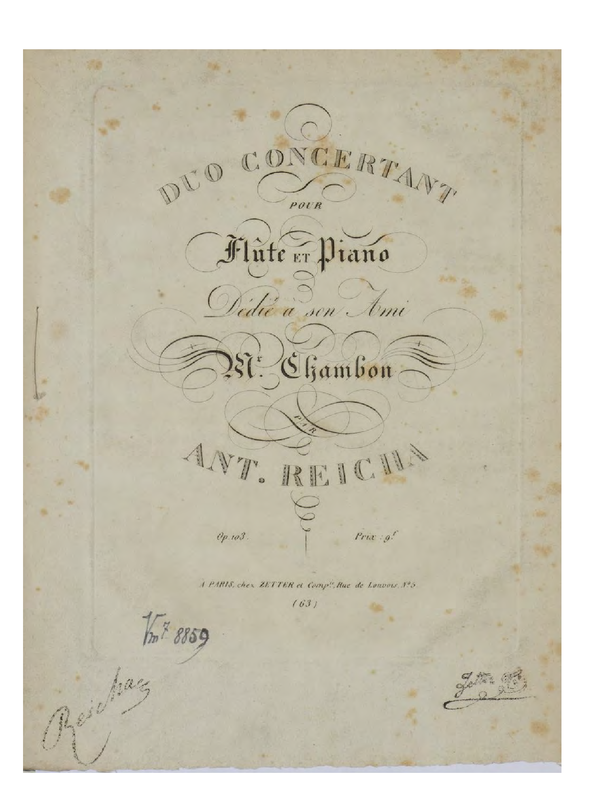 DUO CONCERTANT
POUR
Flûte ET Piano
Dédié à son Ami
Mr. Chambon
PAR
ANT. REICHA
Op. 103. Prix : 9f
A PARIS, chez ZETTER et Compie, Rue de Louvois, No 5.
(63)
Vm7 8859
Reicha
Zetter